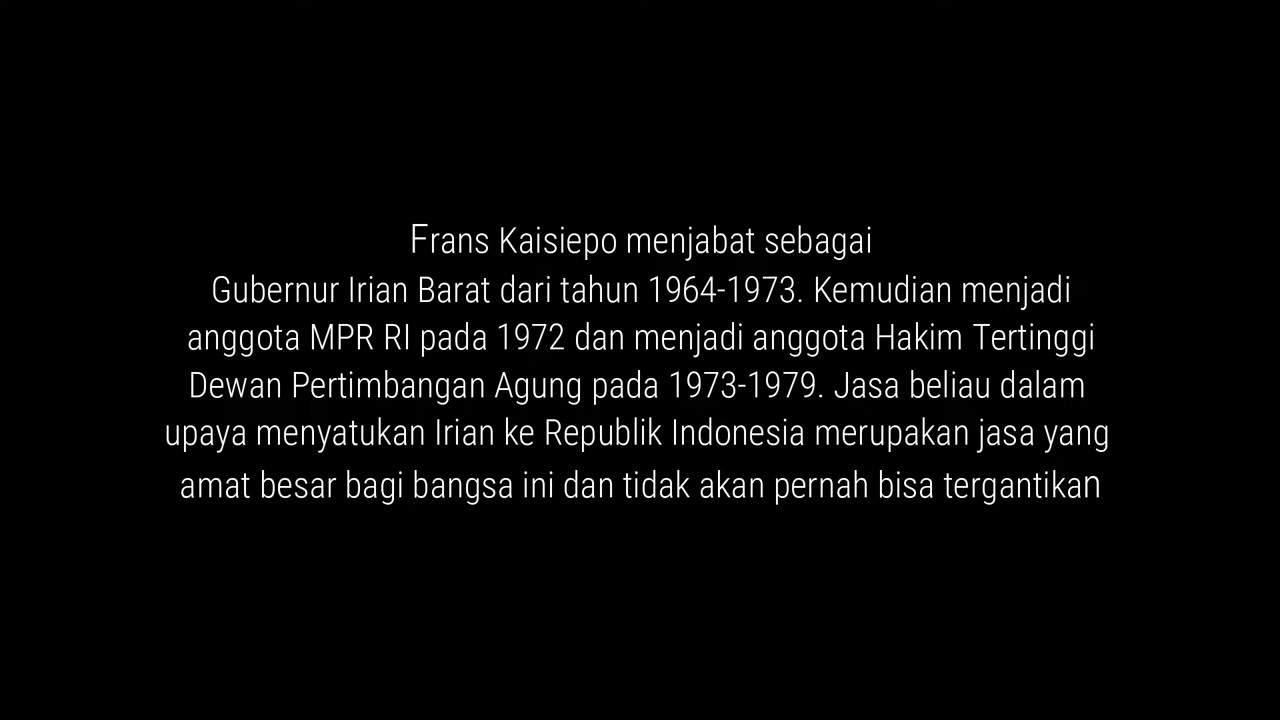 Frans Kaisiepo menjabat sebagai
Gubernur Irian Barat dari tahun 1964-1973. Kemudian menjadi
anggota MPR RI pada 1972 dan menjadi anggota Hakim Tertinggi
Dewan Pertimbangan Agung pada 1973-1979. Jasa beliau dalam
upaya menyatukan Irian ke Republik Indonesia merupakan jasa yang
amat besar bagi bangsa ini dan tidak akan pernah bisa tergantikan